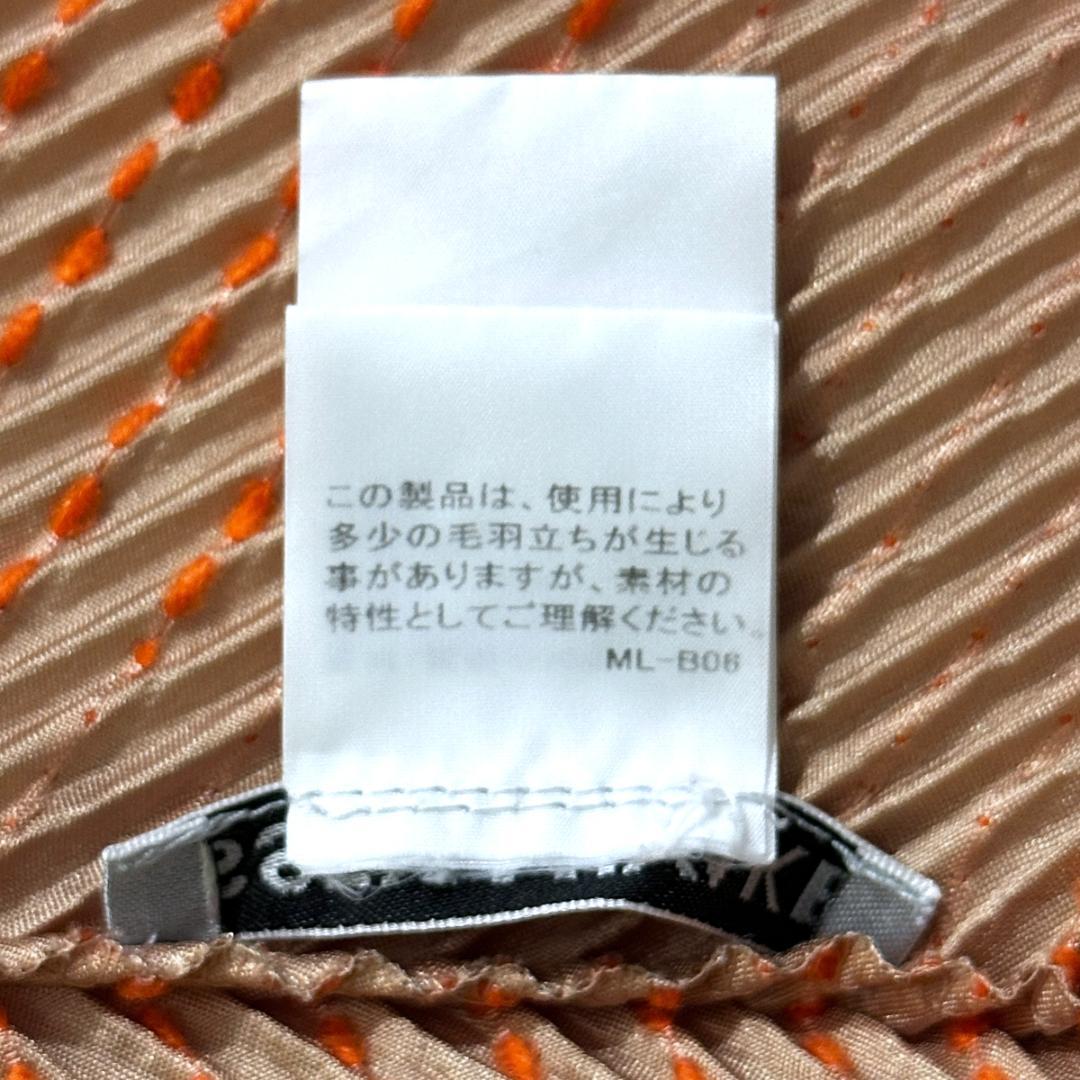 この製品は、使用により
多少の毛羽立ちが生じる
事がありますが、素材の
特性としてご理解ください。
ML-B06